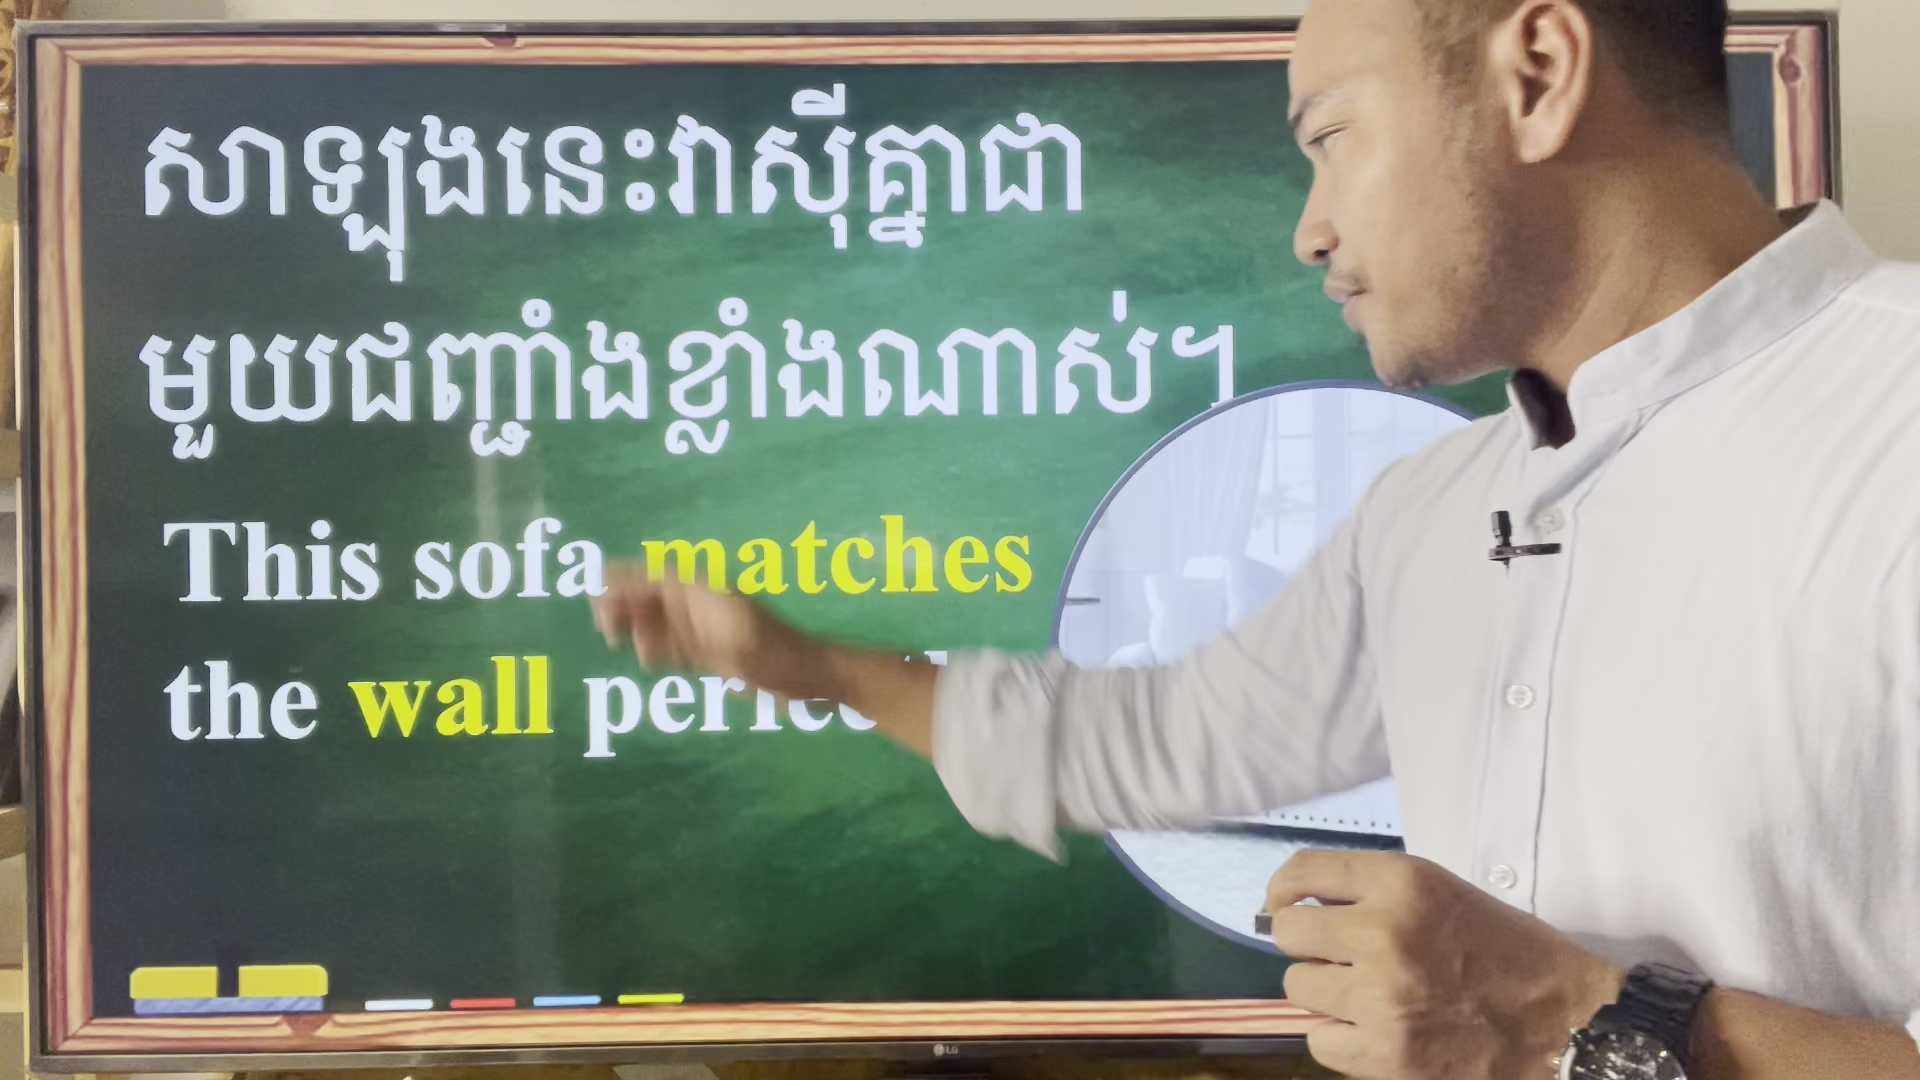 សាឡុងនេះវាស៊ីគ្នាជា
មួយជញ្ជាំងខ្លាំងណាស់។
This sofa matches
the wall
LG